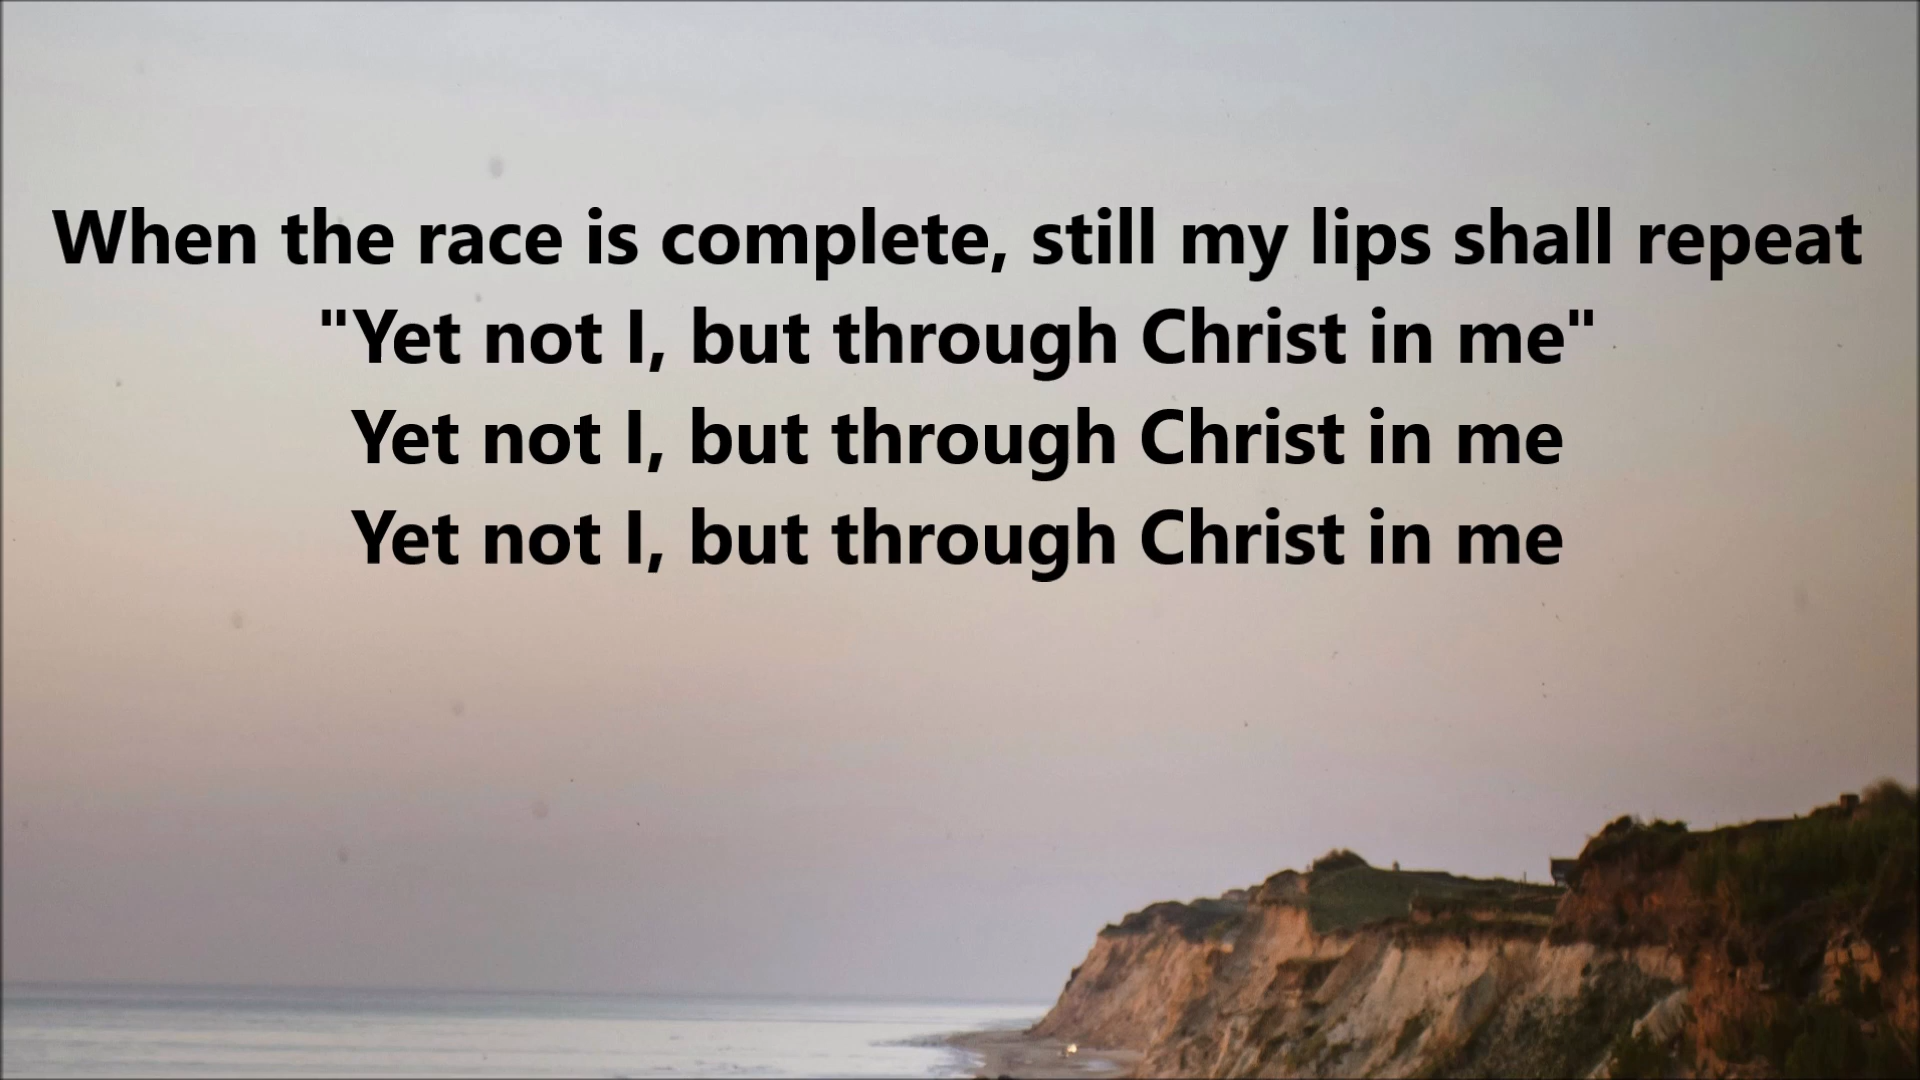 When the race is complete, still my lips shall repeat
"Yet not I, but through Christ in me"
Yet not I, but through Christ in me
Yet not I, but through Christ in me